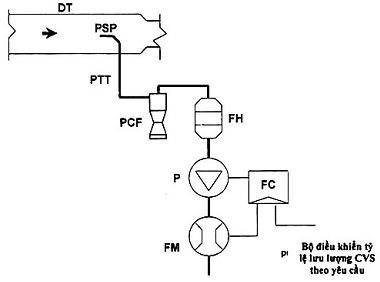 DT
PSP
PTT
PCF
FH
P
FC
FM
Bộ điều khiển tỷ
lệ lưu lượng CVS
theo yêu cầu